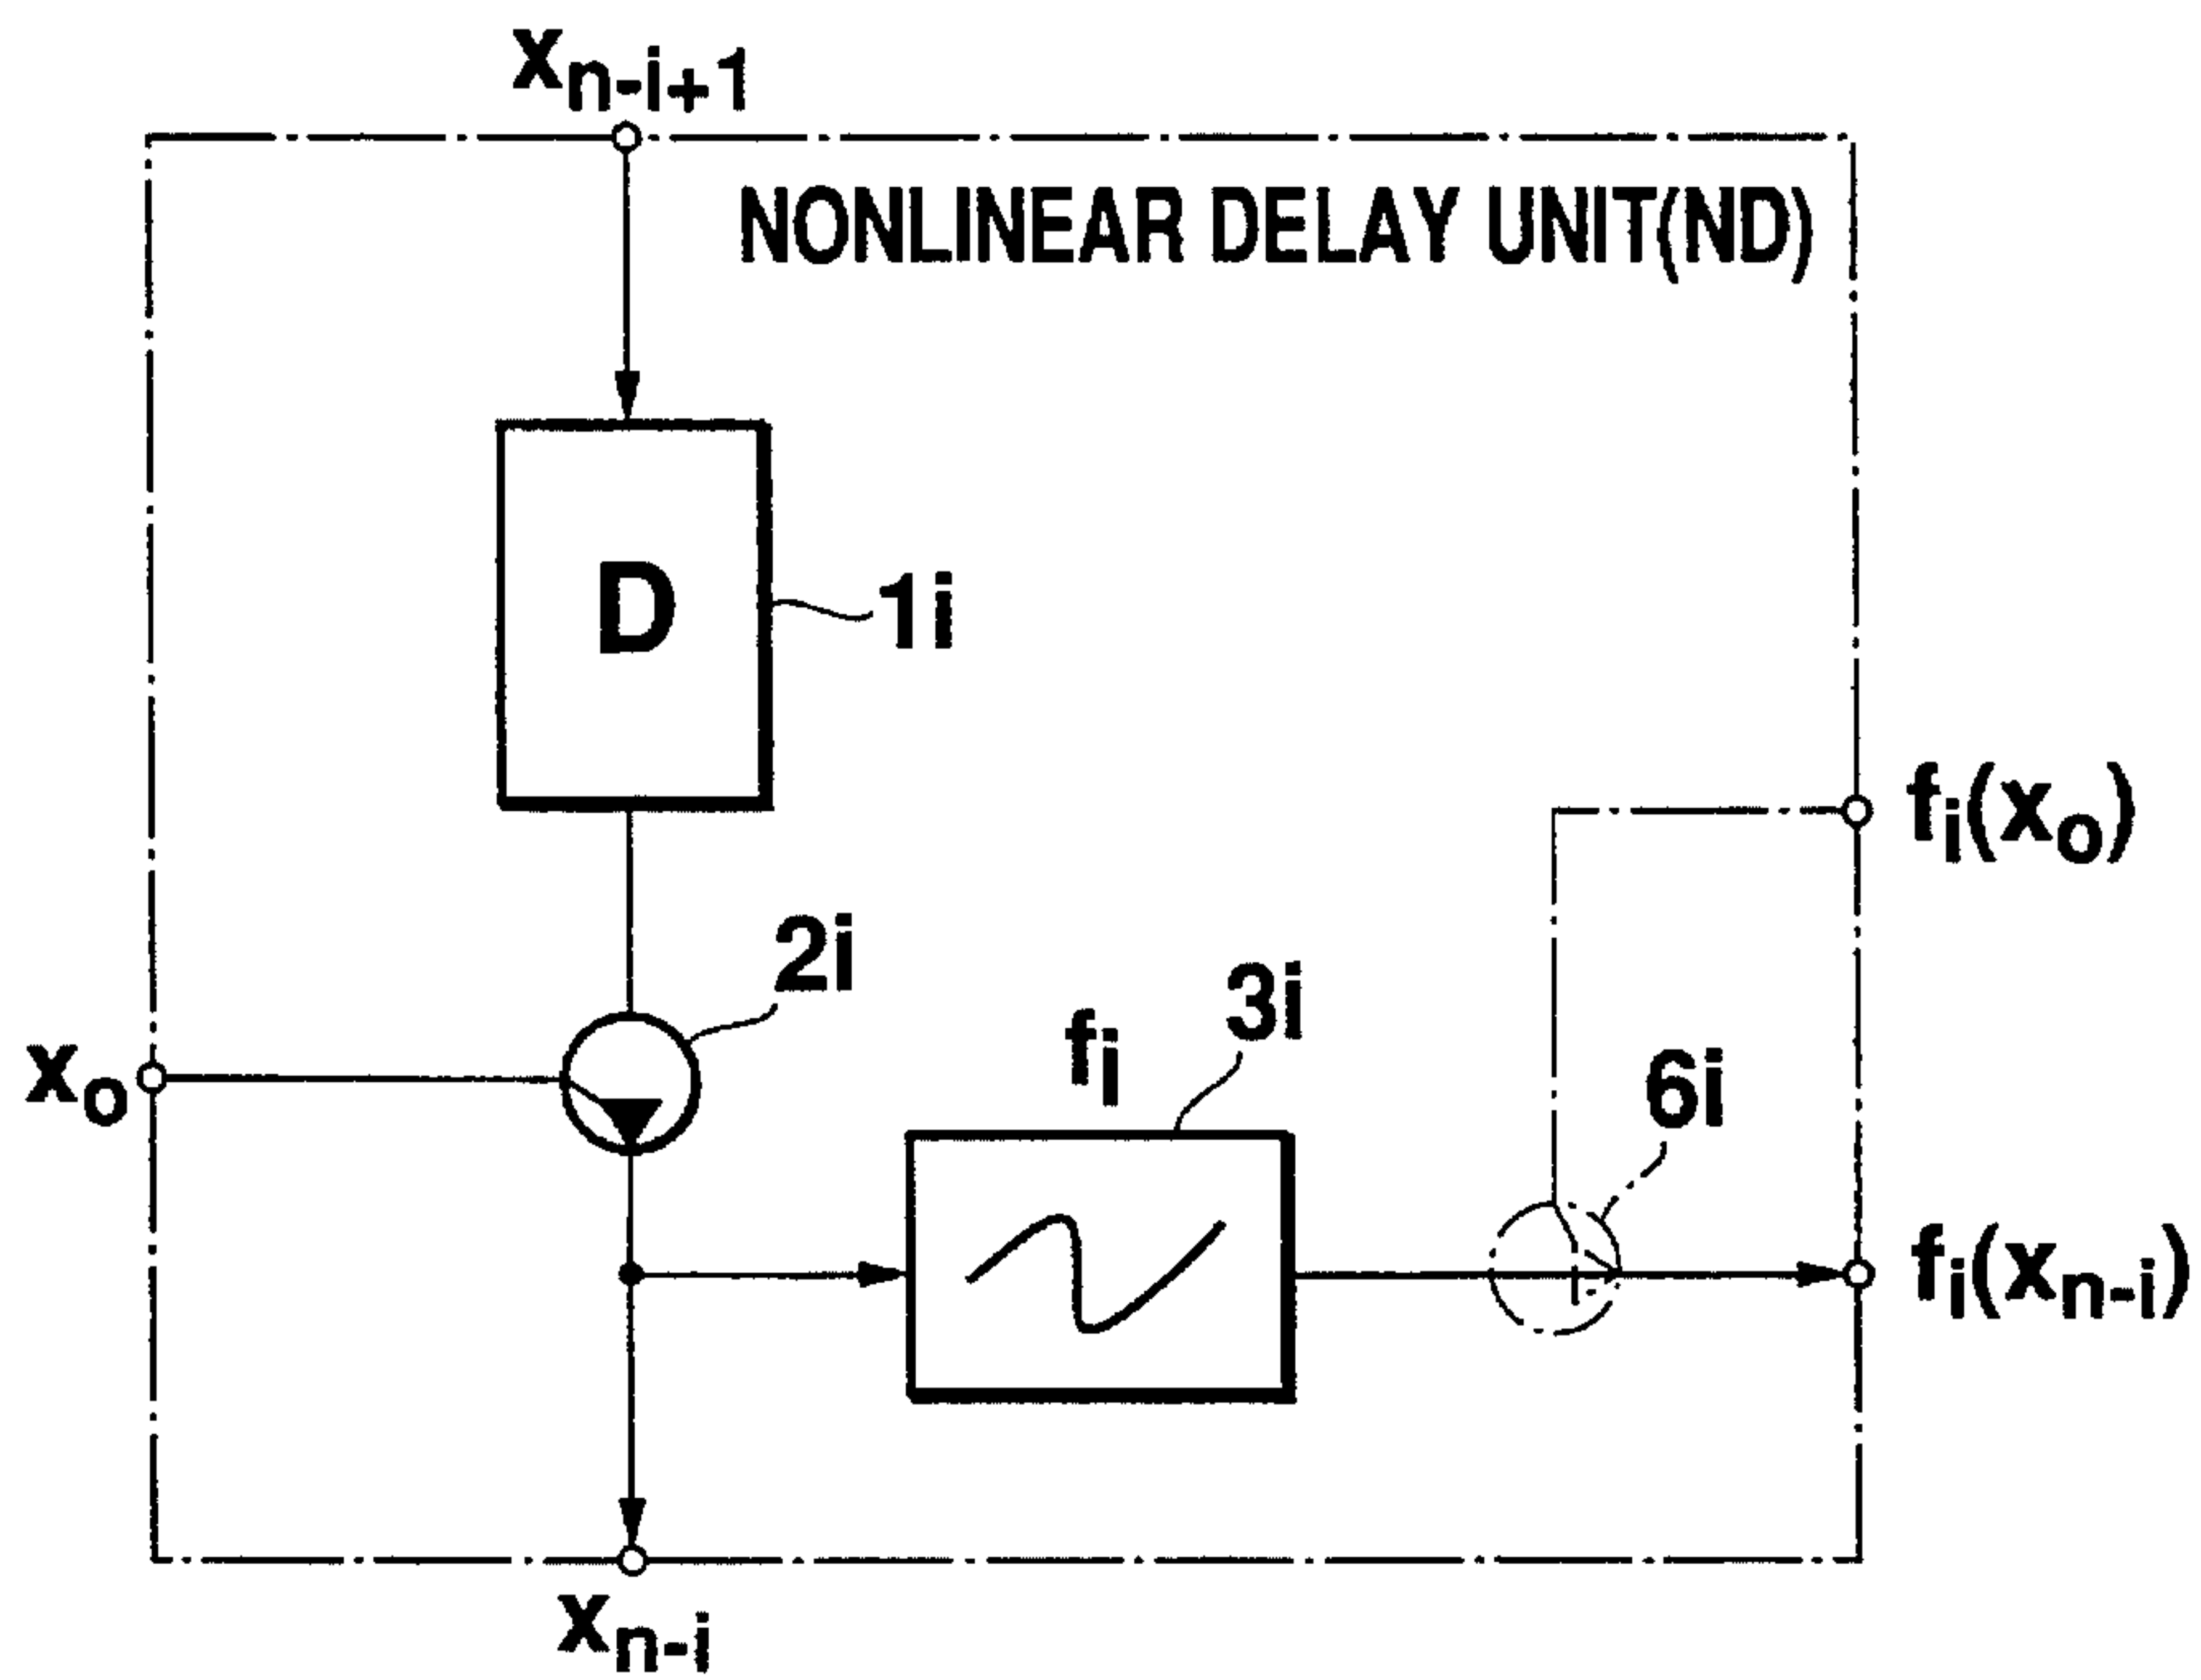 xn-i+1
NONLINEAR DELAY UNIT(ND)
D
1i
fi(xo)
2i
3i
fi
xo
6i
fi(xn-i)
xn-i